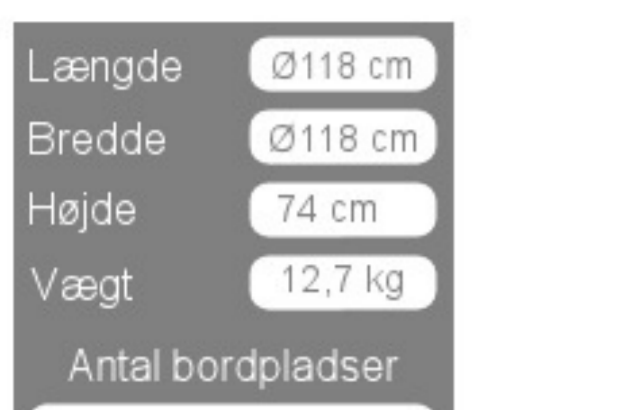 Længde Ø118 cm
Bredde Ø118 cm
Højde 74 cm
Vægt 12,7 kg
Antal bordpladser